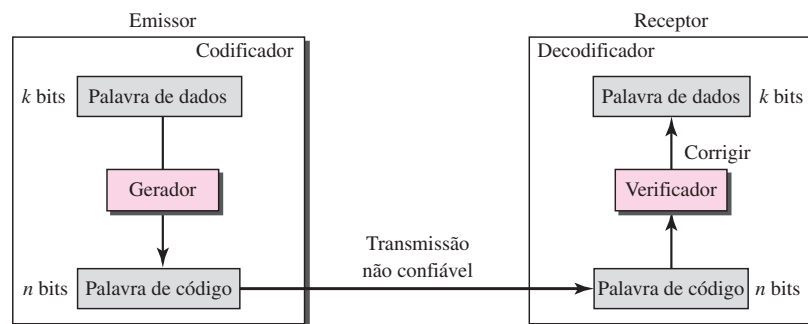 Emissor
Codificador
k bits
Palavra de dados
Gerador
n bits
Palavra de código
Transmissão
não confiável
Receptor
Decodificador
Palavra de dados
k bits
Corrigir
Verificador
Palavra de código
n bits